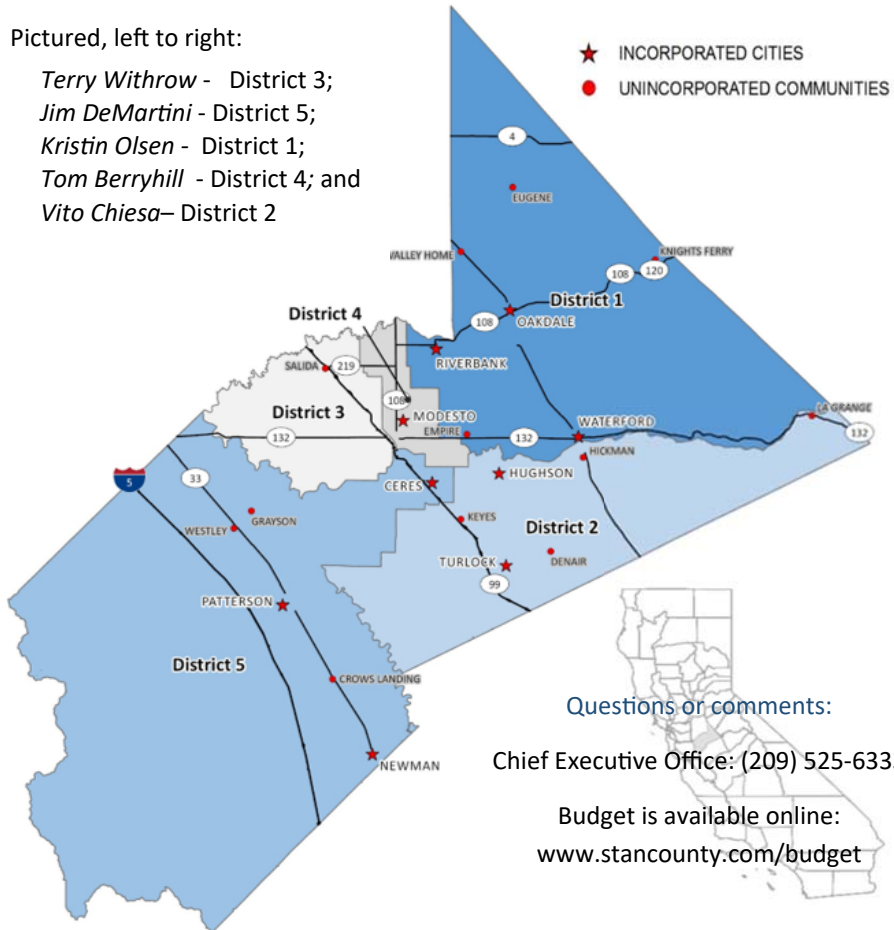 Pictured, left to right:
Terry Withrow - District 3;
Jim DeMartini - District 5;
Kristin Olsen - District 1;
Tom Berryhill - District 4; and
Vito Chiesa– District 2
INCORPORATED CITIES
UNINCORPORATED COMMUNITIES
4
EUGENE
VALLEY HOME
KNIGHTS FERRY
108
120
District 1
District 4
108
OAKDALE
RIVERBANK
SALIDA
219
108
District 3
MODESTO
LA GRANGE
WATERFORD
132
EMPIRE
132
132
HICKMAN
5
33
CERES
HUGHSON
GRAYSON
WESTLEY
KEYES
District 2
DENAIR
TURLOCK
99
PATTERSON
District 5
CROWS LANDING
NEWMAN
Questions or comments:
Chief Executive Office: (209) 525-633
Budget is available online:
www.stancounty.com/budget